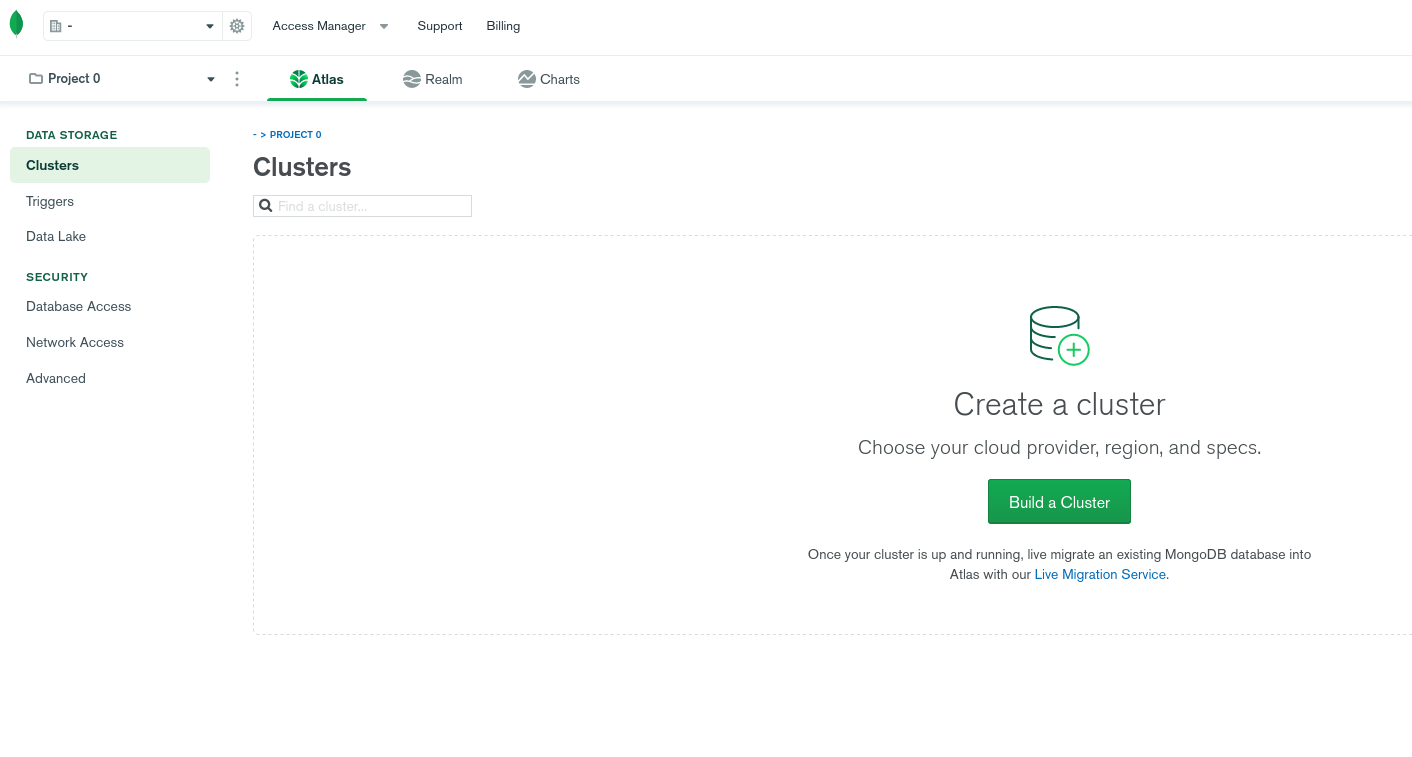 -
Access Manager
Support
Billing
Project 0
Atlas
Realm
Charts
DATA STORAGE
Clusters
Triggers
Data Lake
SECURITY
Database Access
Network Access
Advanced
- > PROJECT 0
Clusters
Find a cluster...
Create a cluster
Choose your cloud provider, region, and specs.
Build a Cluster
Once your cluster is up and running, live migrate an existing MongoDB database into
Atlas with our Live Migration Service.